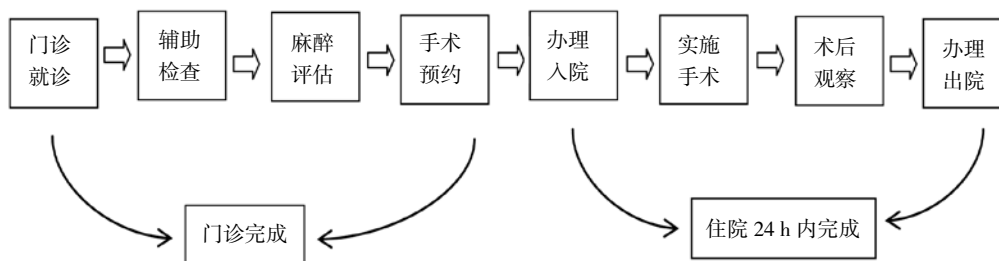 门诊
就诊
辅助
检查
麻醉
评估
手术
预约
办理
入院
实施
手术
术后
观察
办理
出院
门诊完成
住院 24 h 内完成